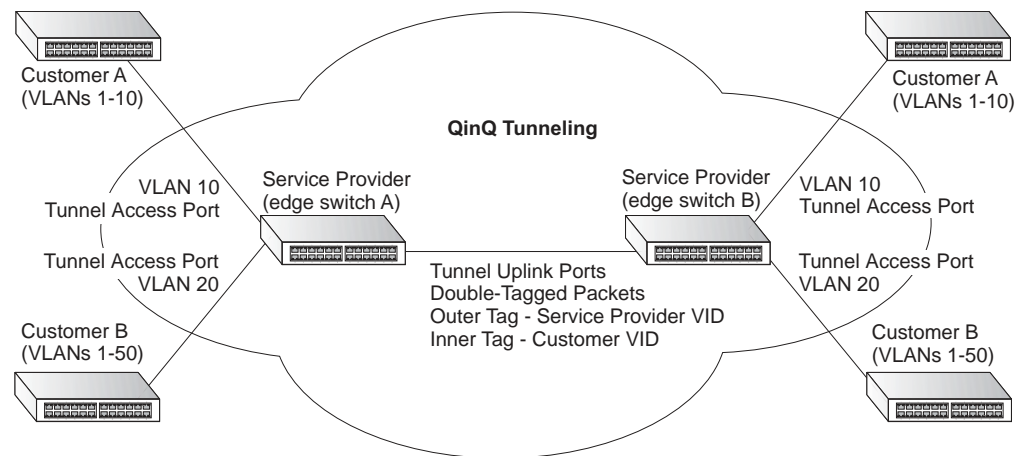 Customer A
(VLANs 1-10)
Customer A
(VLANs 1-10)
QinQ Tunneling
VLAN 10
Tunnel Access Port
Service Provider
(edge switch A)
Service Provider
(edge switch B)
VLAN 10
Tunnel Access Port
Tunnel Access Port
VLAN 20
Tunnel Uplink Ports
Double-Tagged Packets
Outer Tag - Service Provider VID
Inner Tag - Customer VID
Tunnel Access Port
VLAN 20
Customer B
(VLANs 1-50)
Customer B
(VLANs 1-50)